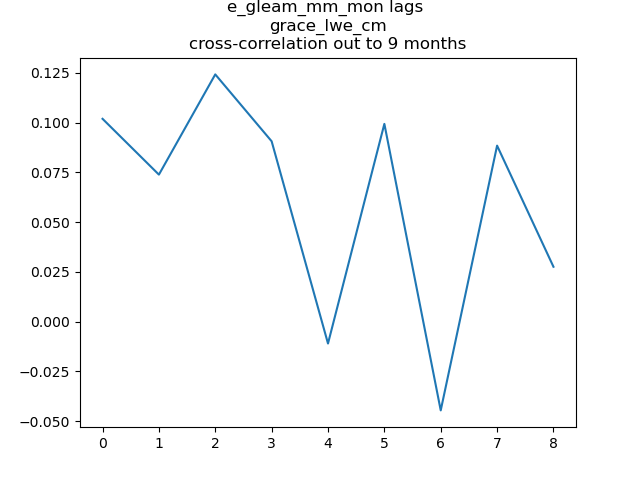 e_gleam_mm_mon lags
grace_lwe_cm
cross-correlation out to 9 months
0.125
0.100
0.075
0.050
0.025
0.000
−0.025
−0.050
0 1 2 3 4 5 6 7 8